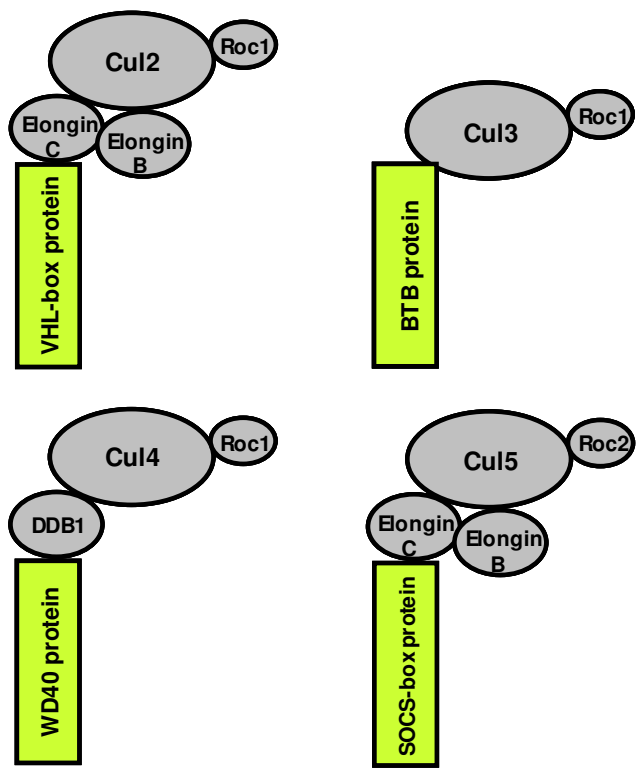 Cul2
Roc1
Elongin
C
Elongin
B
VHL-box protein
Cul3
Roc1
BTB protein
Cul4
Roc1
DDB1
WD40 protein
Cul5
Roc2
Elongin
C
Elongin
B
SOCS-box protein